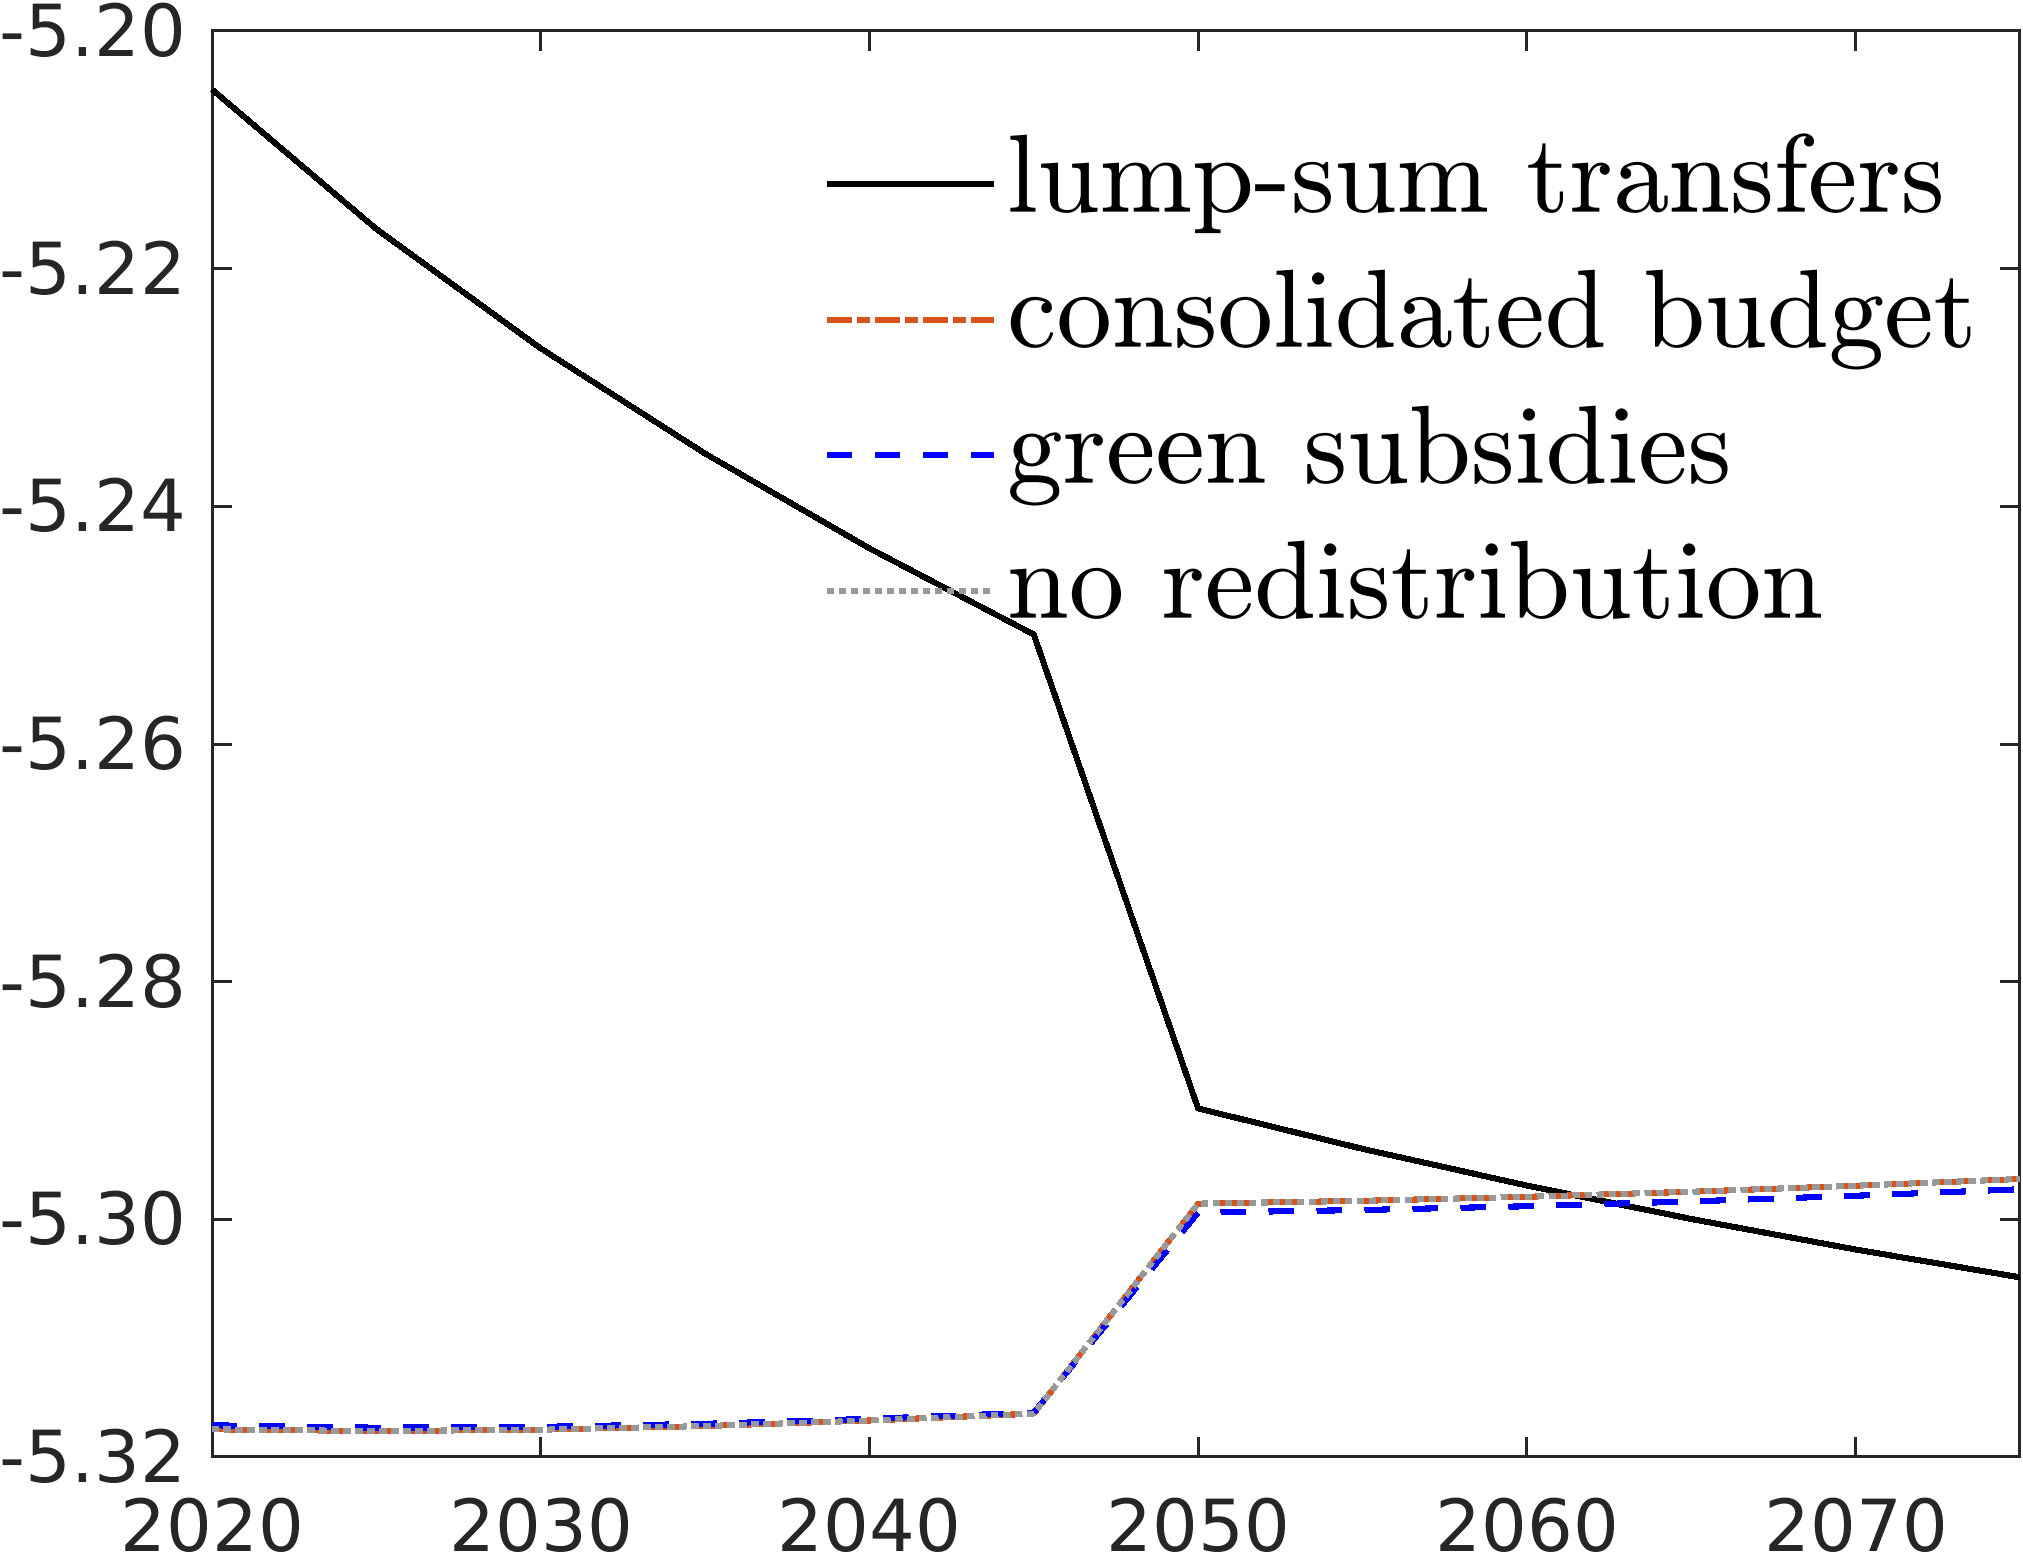 -5.20
-5.22
-5.24
-5.26
-5.28
-5.30
-5.32
2020 2030 2040 2050 2060 2070
lump-sum transfers
consolidated budget
green subsidies
no redistribution